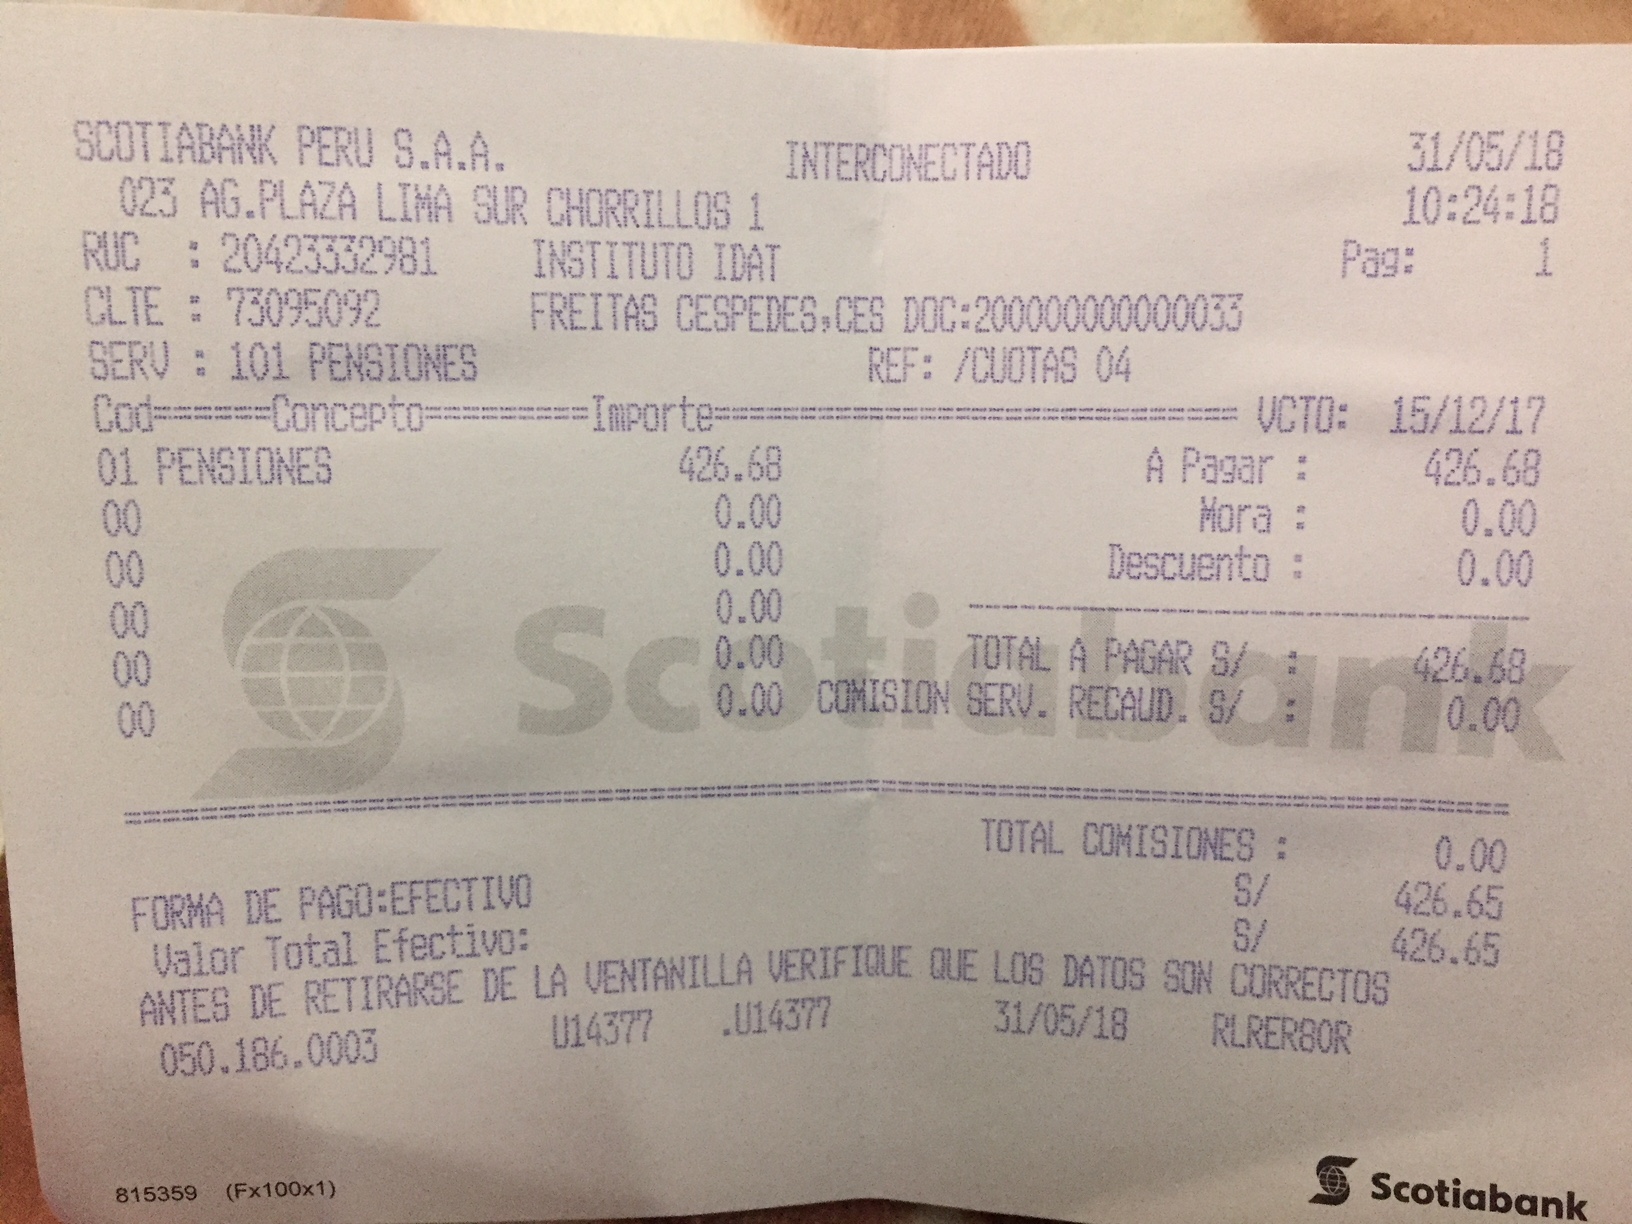 SCOTIABANK PERU S.A.A. INTERCONECTADO 31/05/18
023 AG.PLAZA LIMA SUR CHORRILLOS 1 10:24:18
RUC : 20423332981 INSTITUTO IDAT Pag: 1
CLTE : 73095092 FREITAS CESPEDES,CES DOC:200000000000033
SERV : 101 PENSIONES REF: /CUOTAS 04
Cod======Concepto========Importe=========================== VCTO: 15/12/17
01 PENSIONES 426.68 A Pagar : 426.68
00 0.00 Mora : 0.00
00 0.00 Descuento : 0.00
00 0.00 --------------------------------
00 0.00 TOTAL A PAGAR S/ : 426.68
00 0.00 COMISION SERV. RECAUD. S/ : 0.00
Scotiabank
TOTAL COMISIONES : 0.00
FORMA DE PAGO:EFECTIVO S/ 426.65
Valor Total Efectivo: S/ 426.65
ANTES DE RETIRARSE DE LA VENTANILLA VERIFIQUE QUE LOS DATOS SON CORRECTOS
050.186.0003 U14377 .U14377 31/05/18 RLRER80R
815359 (Fx100x1) Scotiabank